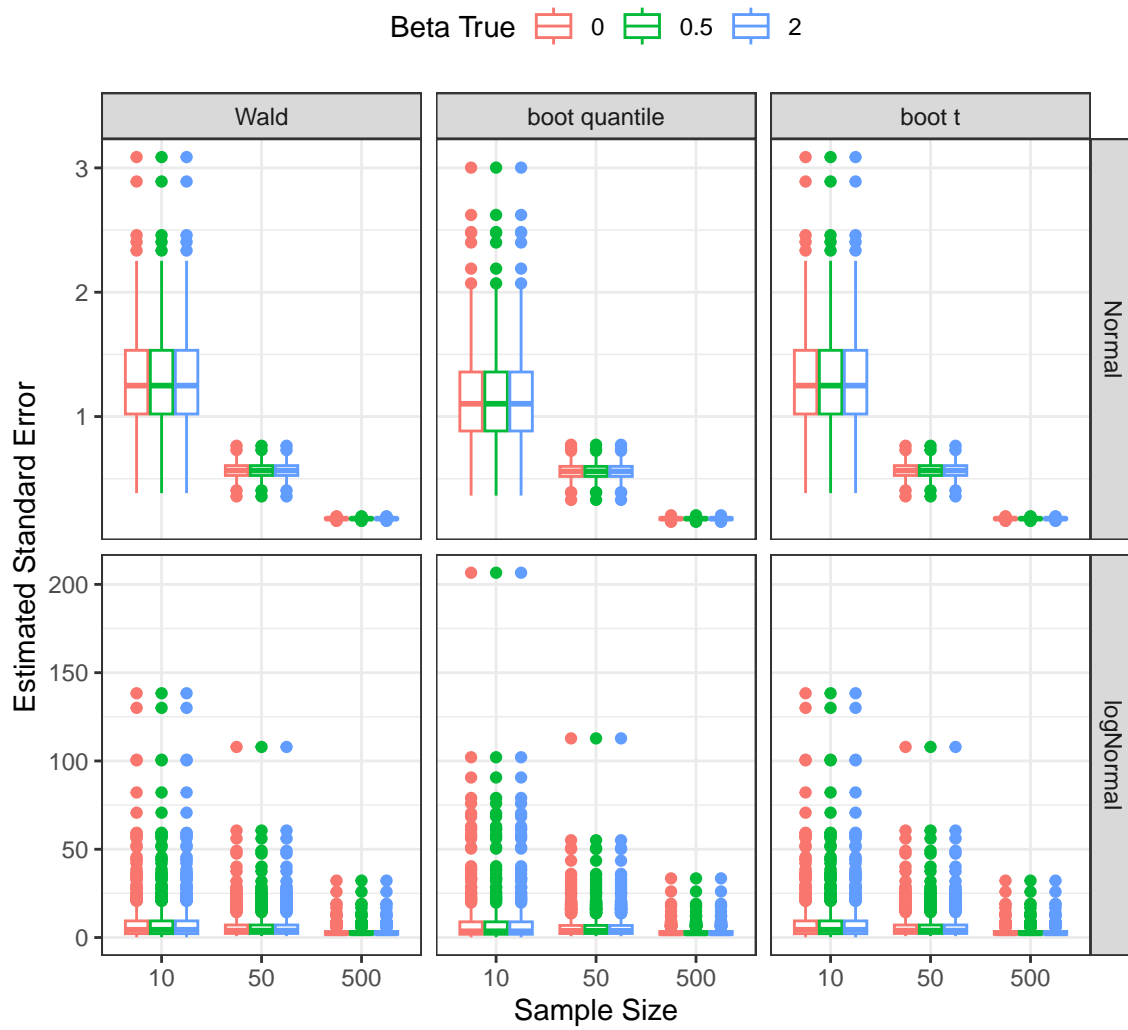 Beta True 0 0.5 2
Wald boot quantile boot t
3
2
1
Normal
Estimated Standard Error
200
150
100
50
0
logNormal
10 50 500 10 50 500 10 50 500
Sample Size